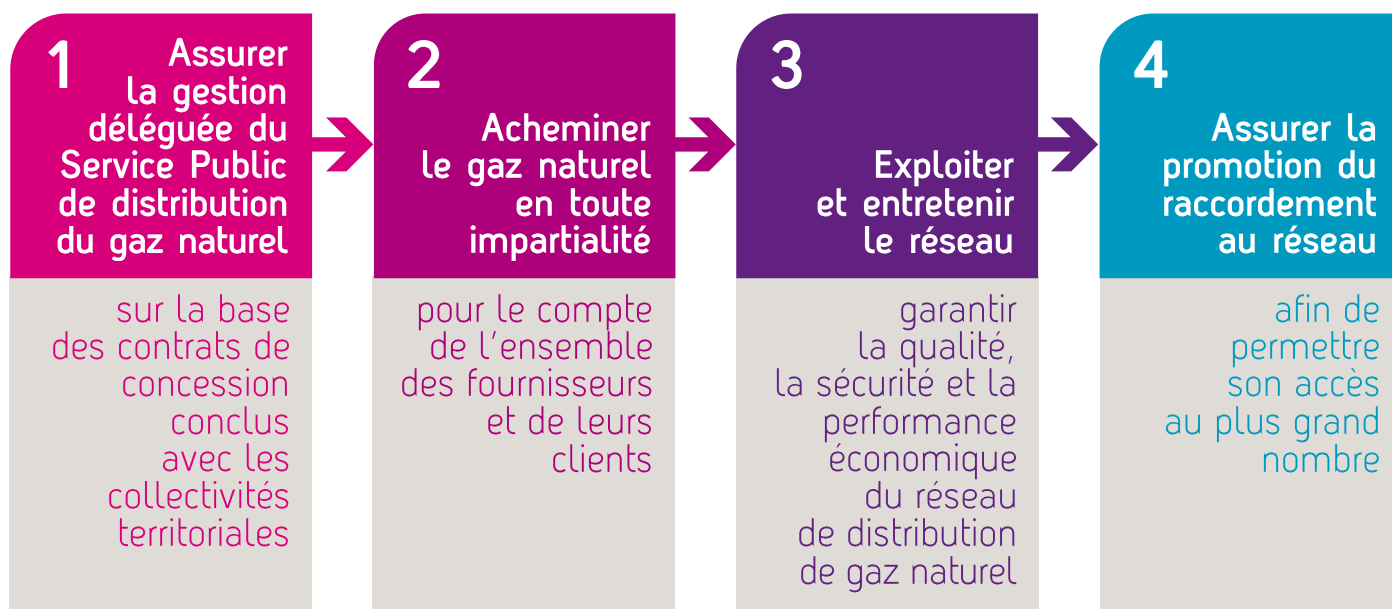 1
Assurer
la gestion
déléguée du
Service Public
de distribution
du gaz naturel
sur la base
des contrats de
concession
conclus
avec les
collectivités
territoriales
2
Acheminer
le gaz naturel
en toute
impartialité
pour le compte
de l'ensemble
des fournisseurs
et de leurs
clients
3
Exploiter
et entretenir
le réseau
garantir
la qualité,
la sécurité et la
performance
économique
du réseau
de distribution
de gaz naturel
4
Assurer la
promotion du
raccordement
au réseau
afin de
permettre
son accès
au plus grand
nombre